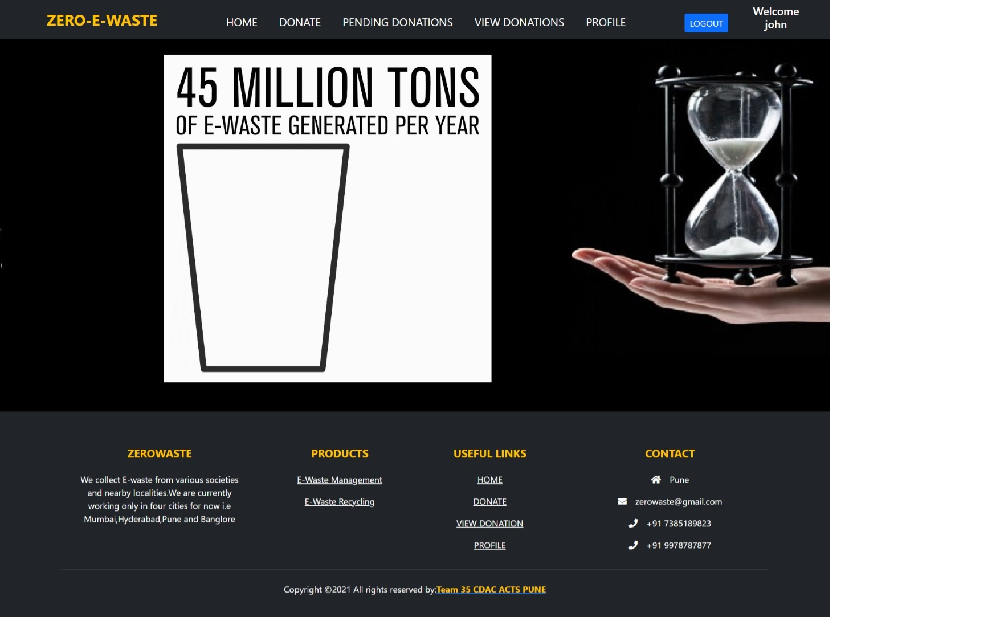 ZERO-E-WASTE
HOME
DONATE
PENDING DONATIONS
VIEW DONATIONS
PROFILE
LOGOUT
Welcome
john
45 MILLION TONS
OF E-WASTE GENERATED PER YEAR
ZEROWASTE
We collect E-waste from various societies
and nearby localities.We are currently
working only in four cities for now i.e
Mumbai,Hyderabad,Pune and Banglore
PRODUCTS
E-Waste Management
E-Waste Recycling
USEFUL LINKS
HOME
DONATE
VIEW DONATION
PROFILE
CONTACT
Pune
zerowaste@gmail.com
+91 7385189823
+91 9978787877
Copyright ©2021 All rights reserved by:Team 35 CDAC ACTS PUNE